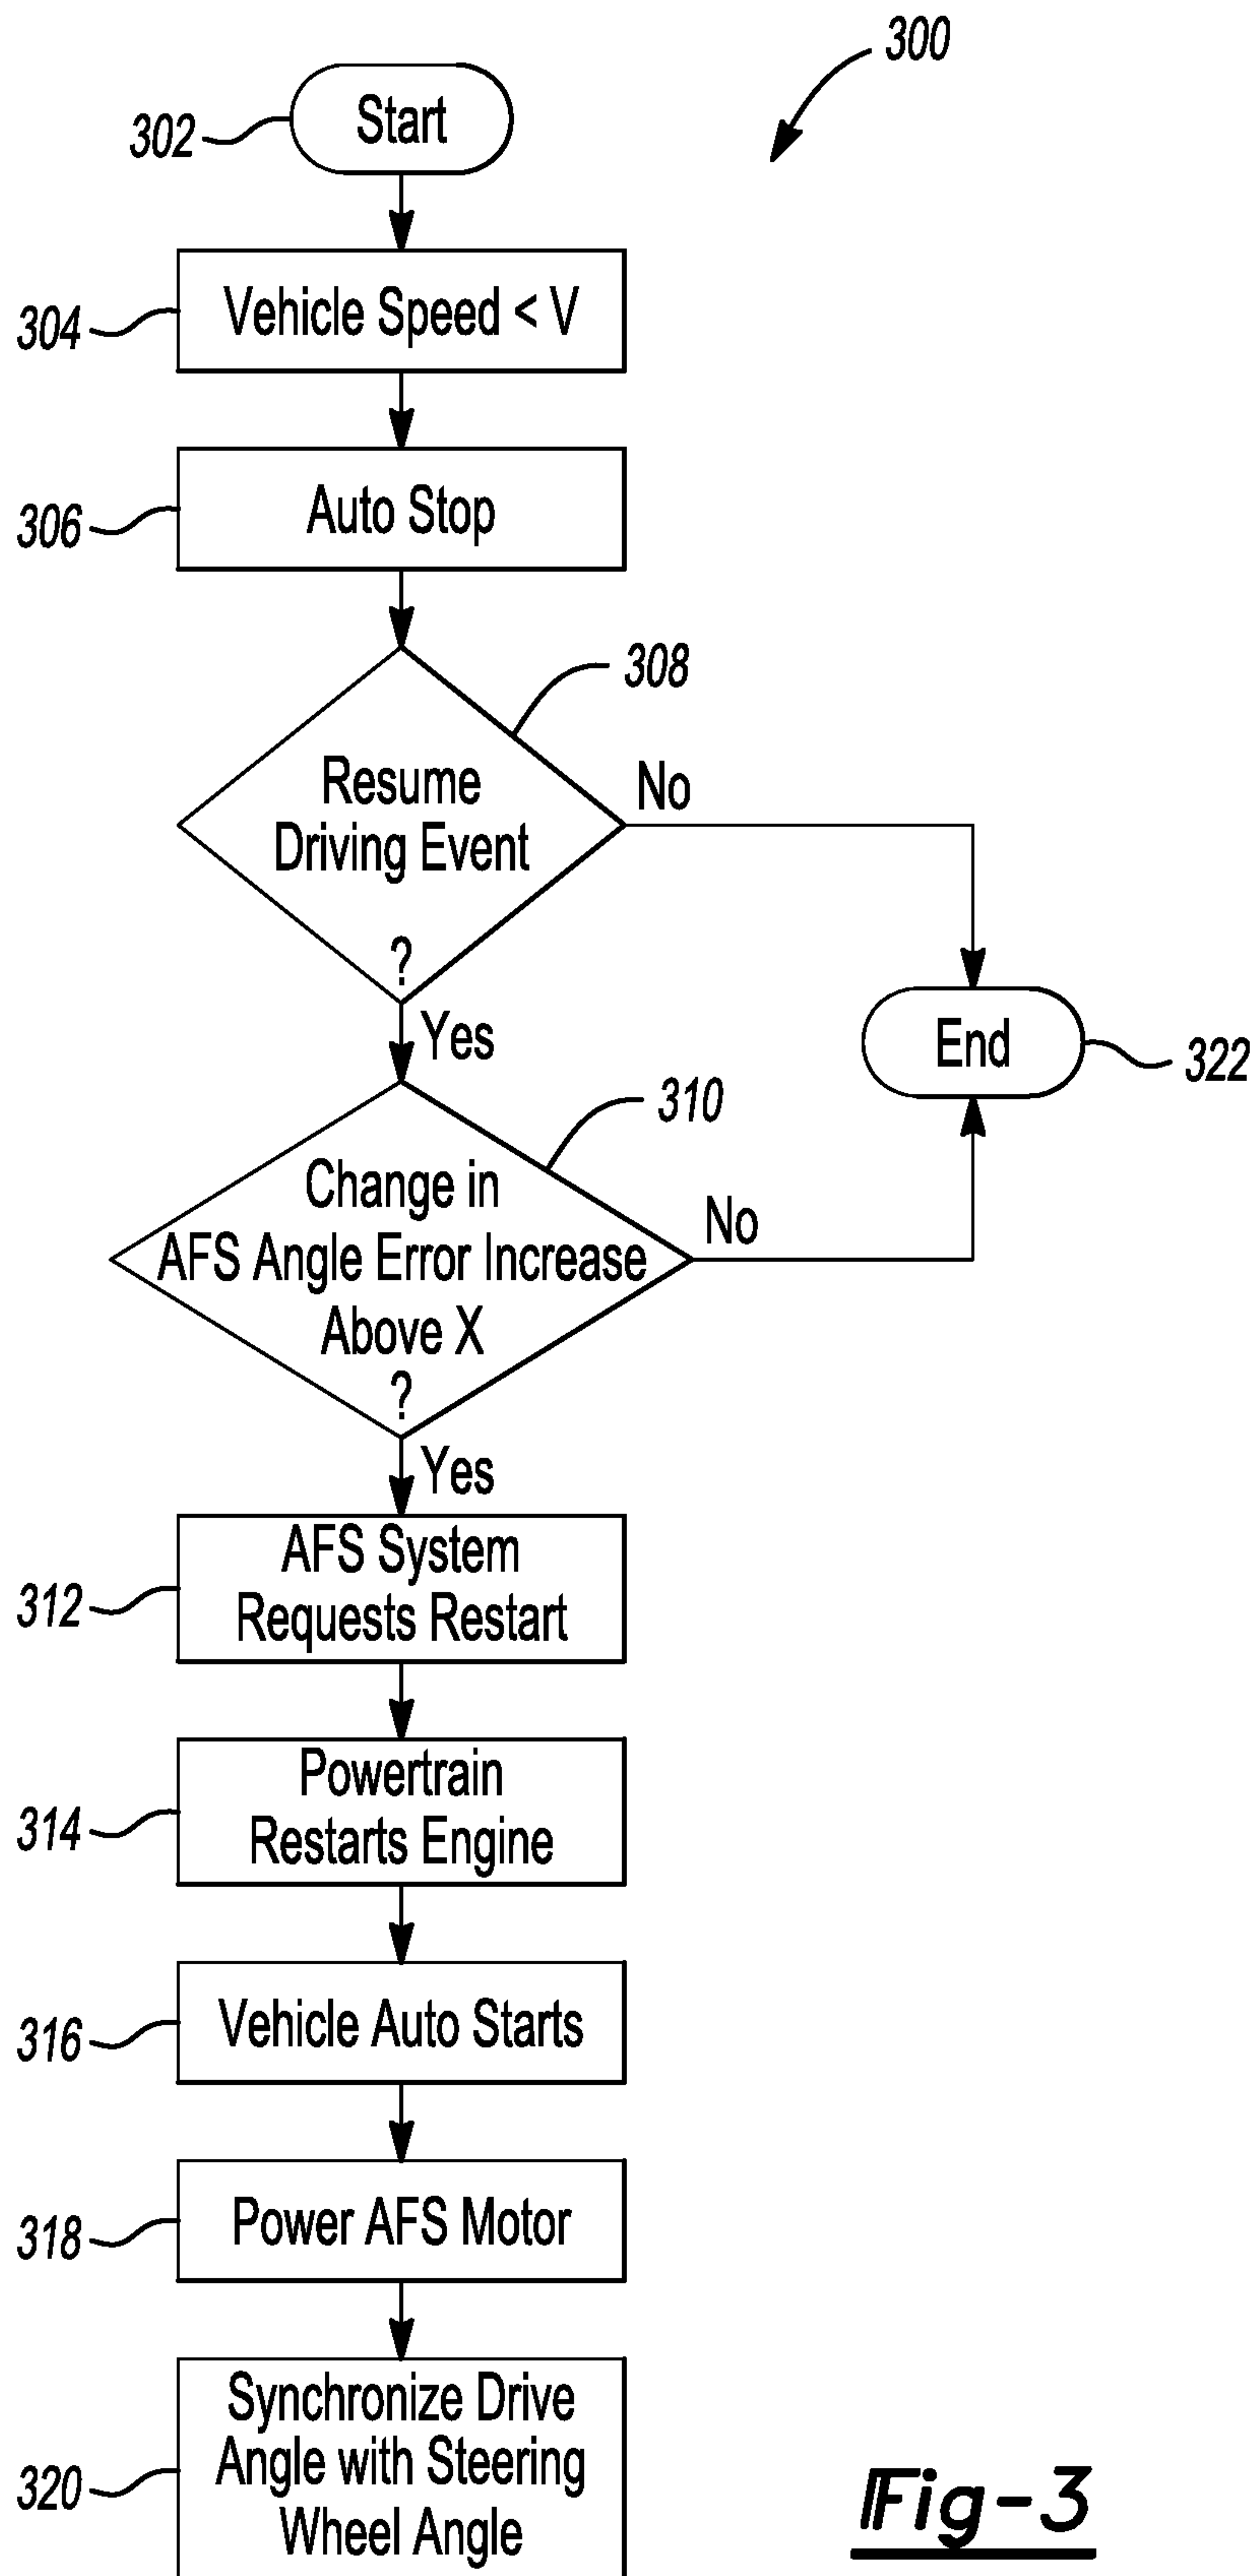 300
302
Start
304
Vehicle Speed < V
306
Auto Stop
308
Resume
Driving Event
?
No
Yes
End
322
310
Change in
AFS Angle Error Increase
Above X
?
No
Yes
312
AFS System
Requests Restart
314
Powertrain
Restarts Engine
316
Vehicle Auto Starts
318
Power AFS Motor
320
Synchronize Drive
Angle with Steering
Wheel Angle
Fig-3